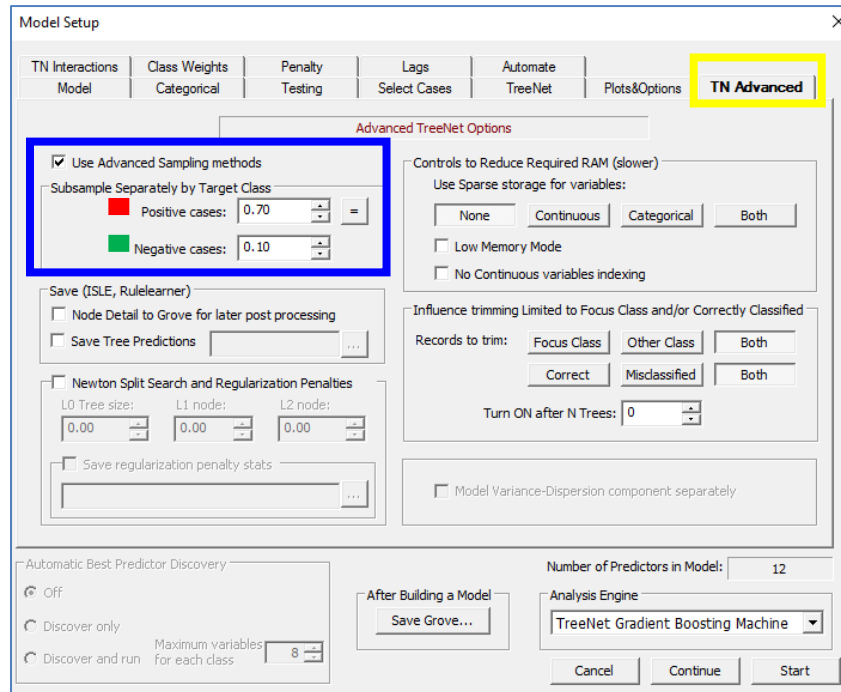 Model Setup
TN Interactions Class Weights Penalty Lags Automate
Model Categorical Testing Select Cases TreeNet Plots&Options TN Advanced
Advanced TreeNet Options
Use Advanced Sampling methods
Subsample Separately by Target Class
Positive cases: 0.70 =
Negative cases: 0.10
Save (ISLE, Rulelearner)
Node Detail to Grove for later post processing
Save Tree Predictions ...
Newton Split Search and Regularization Penalties
L0 Tree size: L1 node: L2 node:
0.00 0.00 0.00
Save regularization penalty stats
...
Controls to Reduce Required RAM (slower)
Use Sparse storage for variables:
None Continuous Categorical Both
Low Memory Mode
No Continuous variables indexing
Influence trimming Limited to Focus Class and/or Correctly Classified
Records to trim: Focus Class Other Class Both
Correct Misclassified Both
Turn ON after N Trees: 0
Model Variance-Dispersion component separately
Automatic Best Predictor Discovery
Off
Discover only
Discover and run
Maximum variables
for each class 8
After Building a Model
Save Grove...
Number of Predictors in Model: 12
Analysis Engine
TreeNet Gradient Boosting Machine
Cancel Continue Start